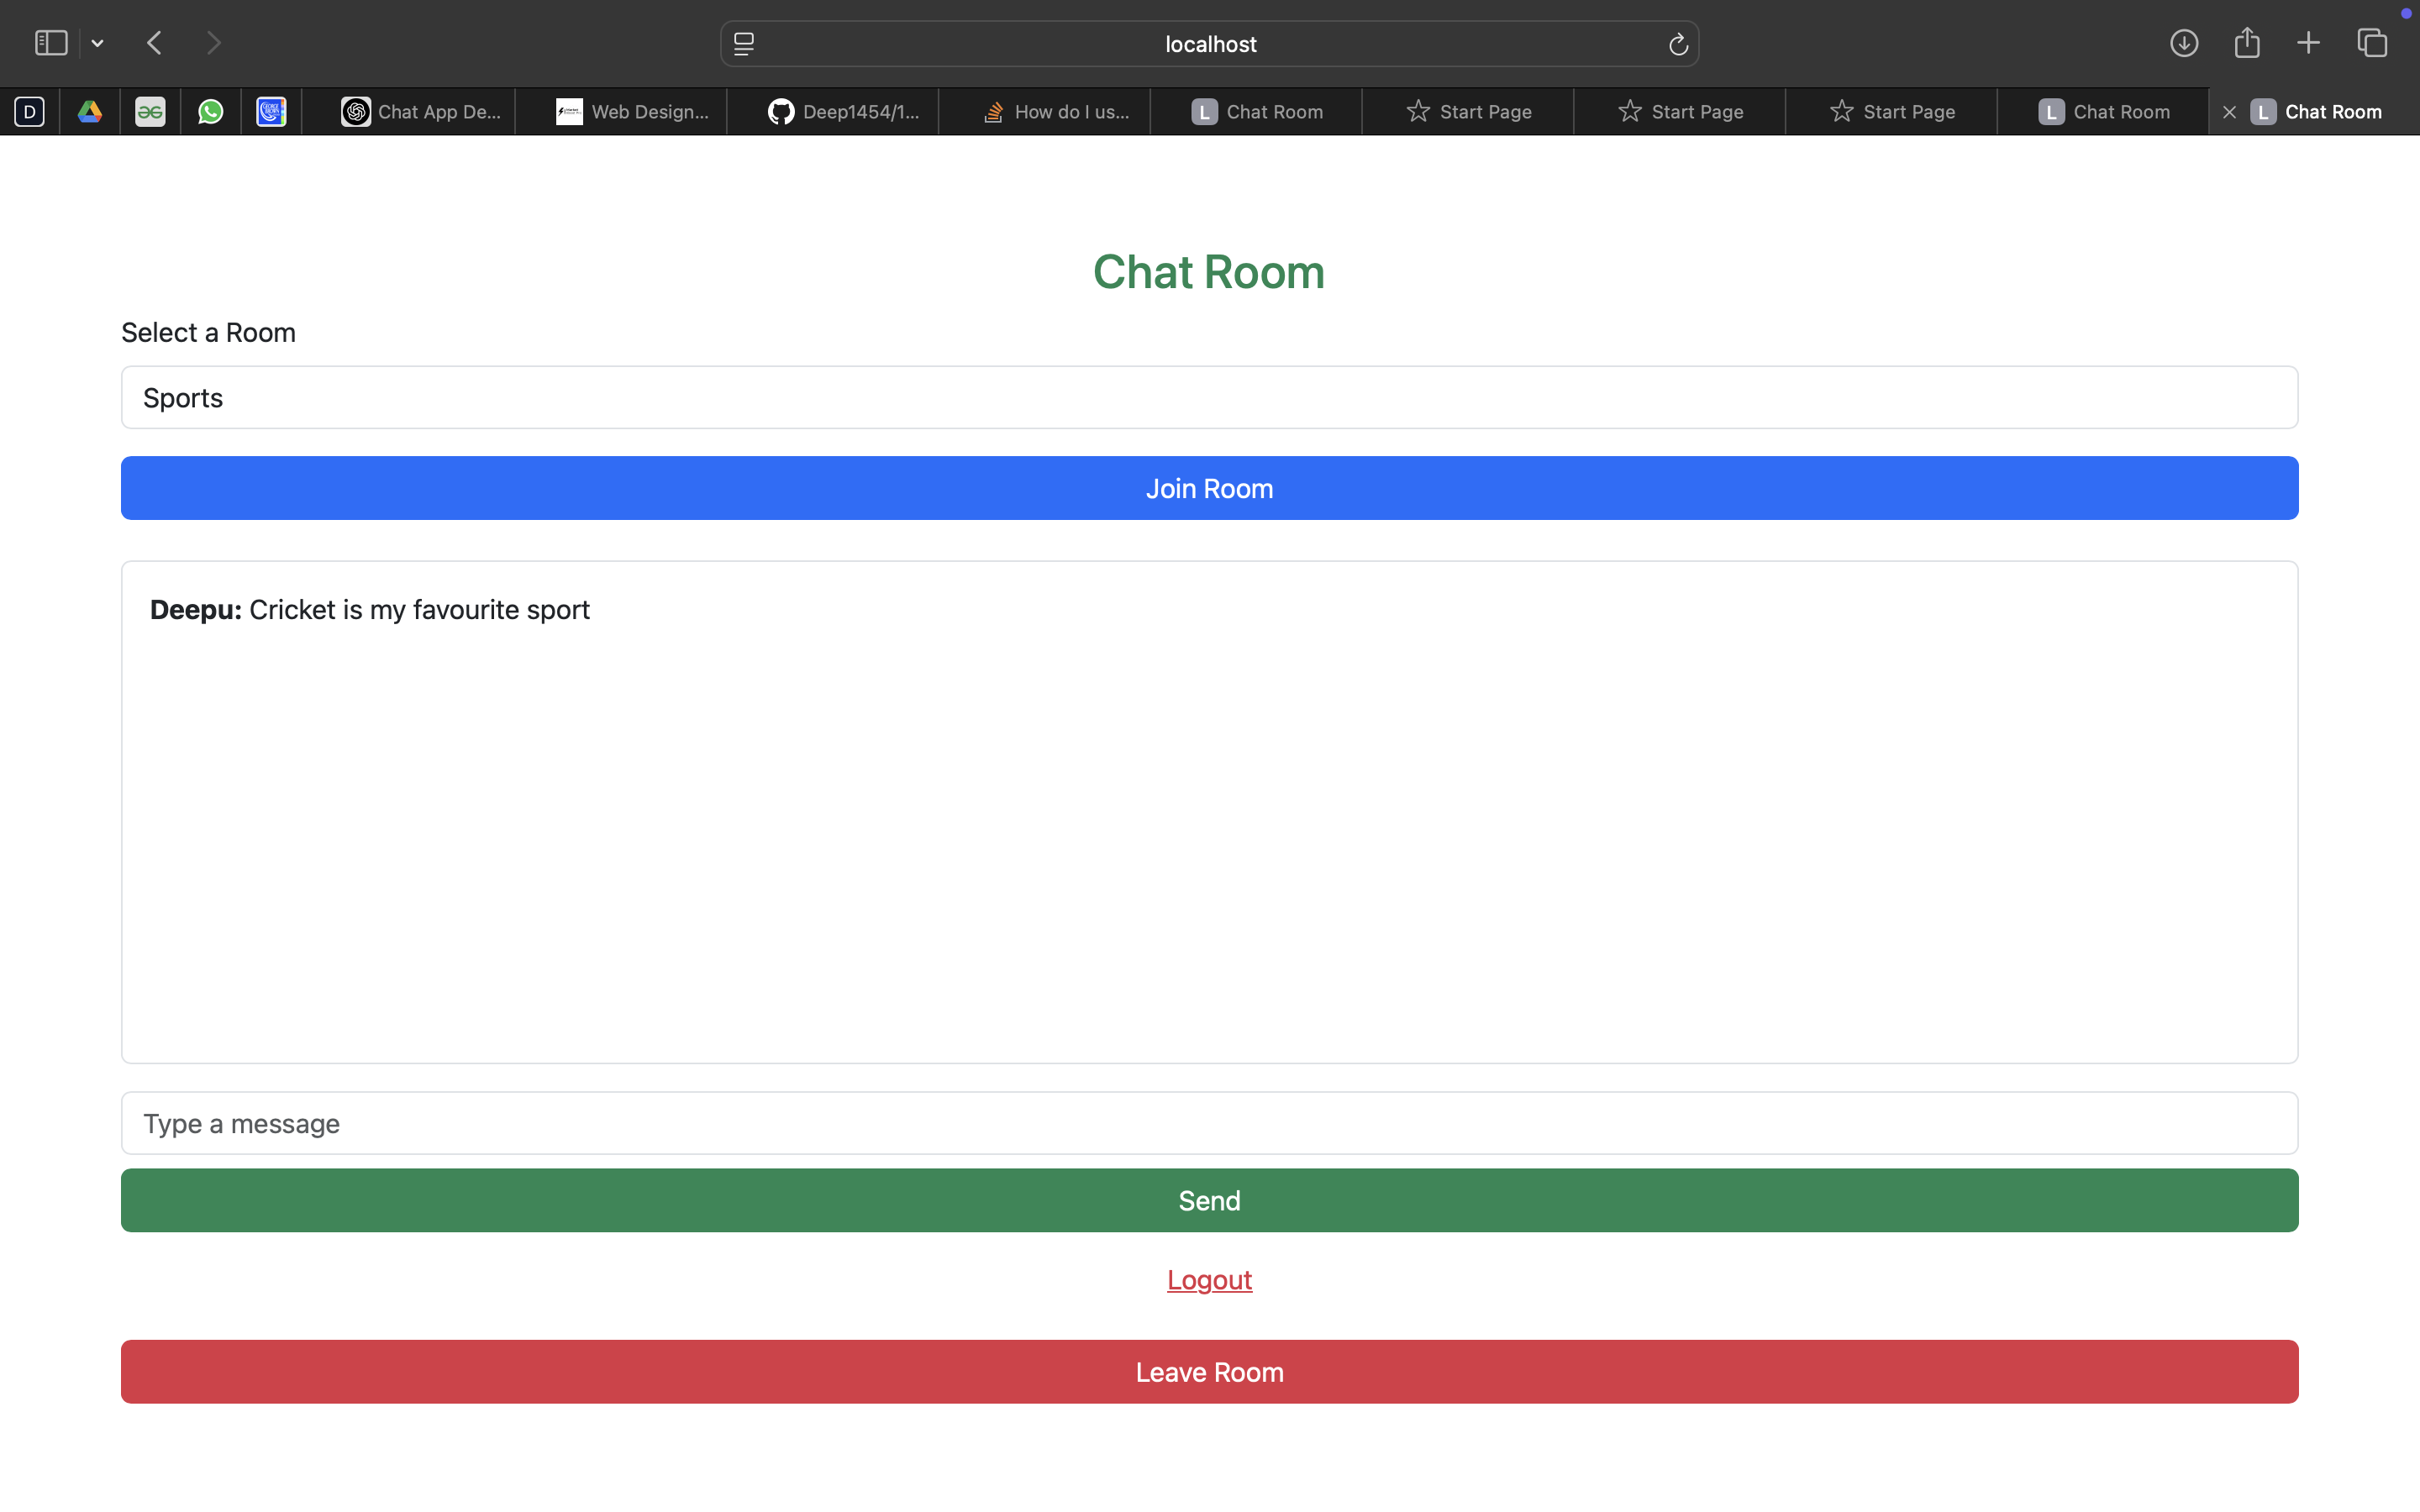 localhost
D
Chat App De...
Web Design...
Deep1454/1...
How do I us...
L Chat Room
Start Page
Start Page
Start Page
L Chat Room
L Chat Room
Chat Room
Select a Room
Sports
Join Room
Deepu: Cricket is my favourite sport
Type a message
Send
Logout
Leave Room